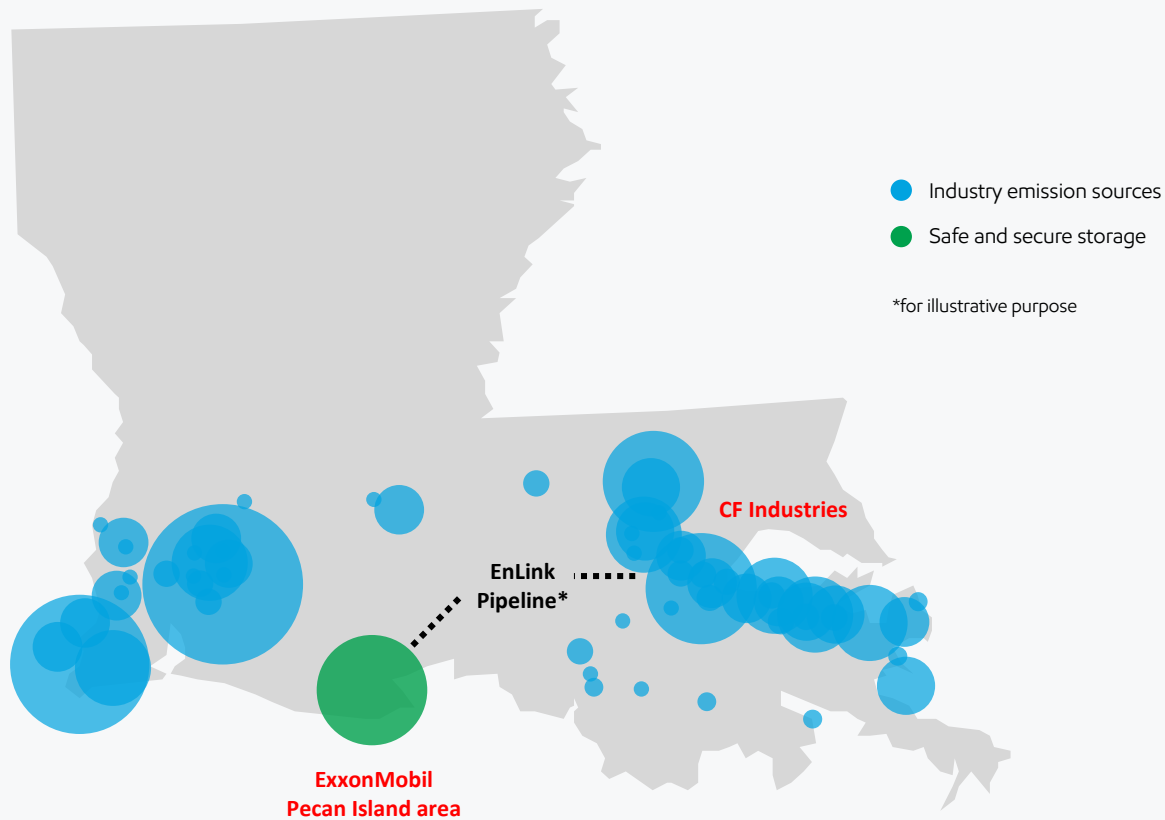 Industry emission sources
Safe and secure storage
*for illustrative purpose
CF Industries
EnLink
Pipeline*
ExxonMobil
Pecan Island area